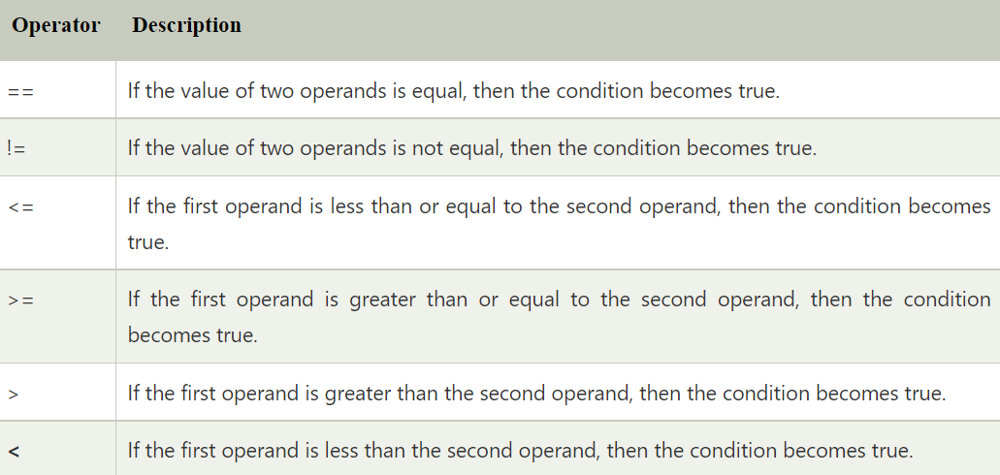 Operator Description
== If the value of two operands is equal, then the condition becomes true.
!= If the value of two operands is not equal, then the condition becomes true.
<= If the first operand is less than or equal to the second operand, then the condition becomes
true.
>= If the first operand is greater than or equal to the second operand, then the condition
becomes true.
> If the first operand is greater than the second operand, then the condition becomes true.
< If the first operand is less than the second operand, then the condition becomes true.